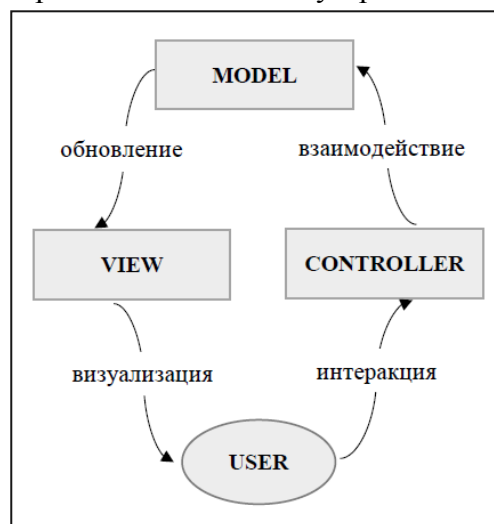 MODEL
обновление
взаимодействие
VIEW
CONTROLLER
визуализация
интеракция
USER